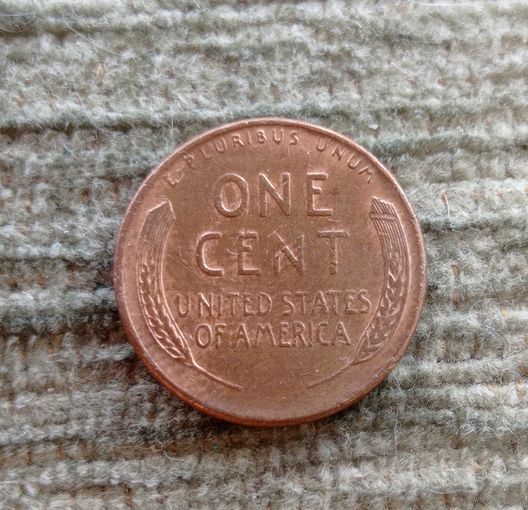 E PLURIBUS UNUM
ONE
CENT
UNITED STATES
OF AMERICA